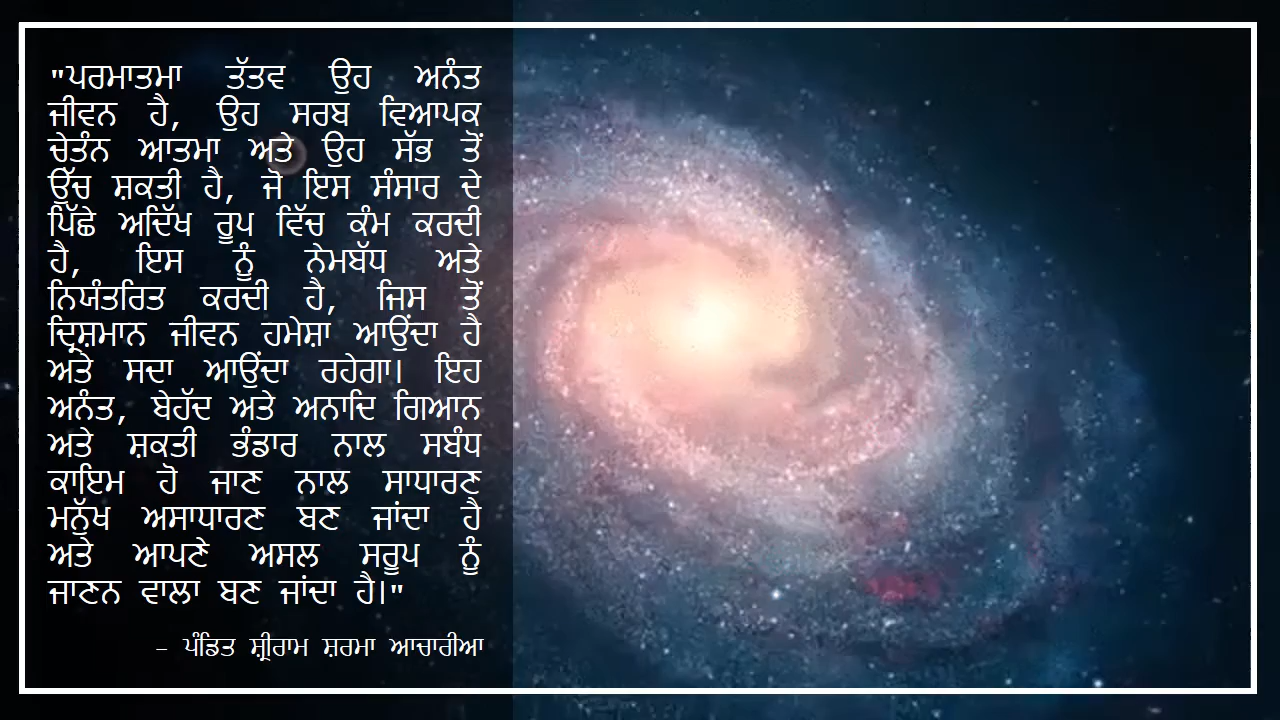 "ਪਰਮਾਤਮਾ ਤੱਤਵ ਉਹ ਅਨੰਤ
ਜੀਵਨ ਹੈ, ਉਹ ਸਰਬ ਵਿਆਪਕ
ਚੇਤੰਨ ਆਤਮਾ ਅਤੇ ਉਹ ਸੱਭ ਤੋਂ
ਉੱਚ ਸ਼ਕਤੀ ਹੈ, ਜੋ ਇਸ ਸੰਸਾਰ ਦੇ
ਪਿੱਛੇ ਅਦਿੱਖ ਰੂਪ ਵਿੱਚ ਕੰਮ ਕਰਦੀ
ਹੈ, ਇਸ ਨੂੰ ਨੇਮਬੱਧ ਅਤੇ
ਨਿਯੰਤਰਿਤ ਕਰਦੀ ਹੈ, ਜਿਸ ਤੋਂ
ਦ੍ਰਿਸ਼ਮਾਨ ਜੀਵਨ ਹਮੇਸ਼ਾ ਆਉਂਦਾ ਹੈ
ਅਤੇ ਸਦਾ ਆਉਂਦਾ ਰਹੇਗਾ। ਇਹ
ਅਨੰਤ, ਬੇਹੱਦ ਅਤੇ ਅਨਾਦਿ ਗਿਆਨ
ਅਤੇ ਸ਼ਕਤੀ ਭੰਡਾਰ ਨਾਲ ਸਬੰਧ
ਕਾਇਮ ਹੋ ਜਾਣ ਨਾਲ ਸਾਧਾਰਣ
ਮਨੁੱਖ ਅਸਾਧਾਰਣ ਬਣ ਜਾਂਦਾ ਹੈ
ਅਤੇ ਆਪਣੇ ਅਸਲ ਸਰੂਪ ਨੂੰ
ਜਾਣਨ ਵਾਲਾ ਬਣ ਜਾਂਦਾ ਹੈ।"
– ਪੰਡਿਤ ਸ਼੍ਰੀਰਾਮ ਸ਼ਰਮਾ ਆਚਾਰੀਆ